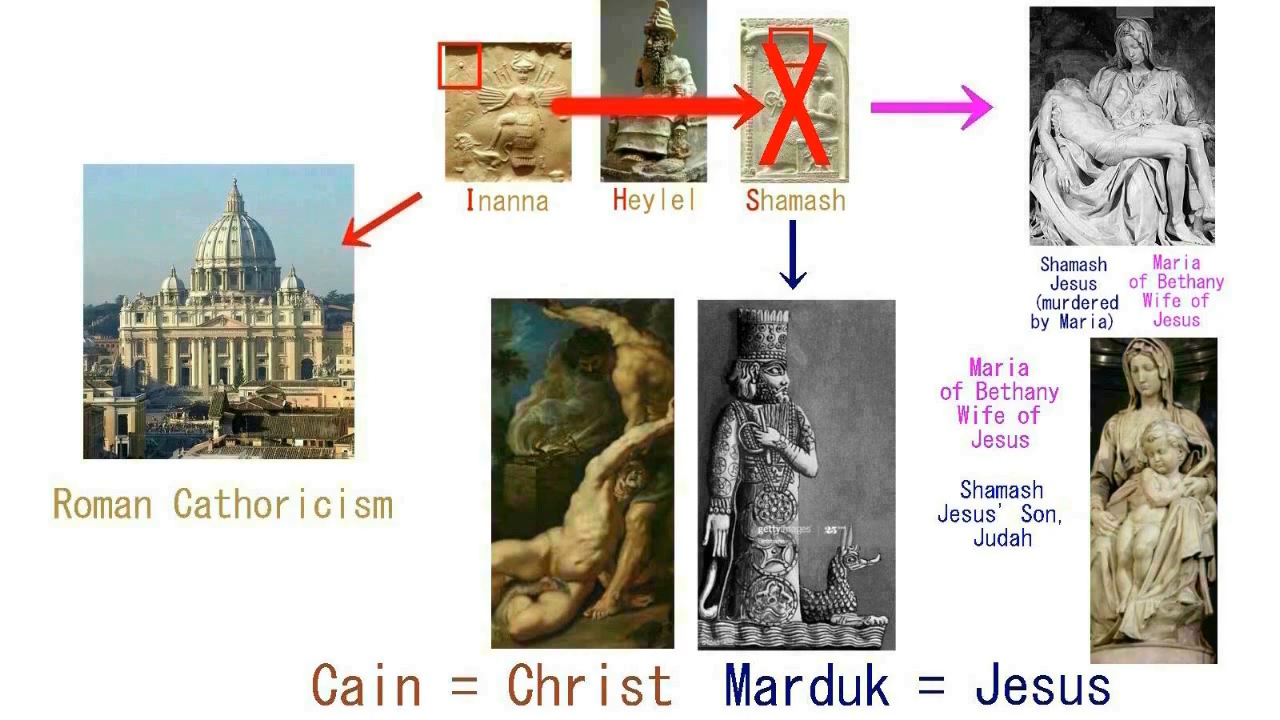 Inanna
Heylel
Shamash
Shamash
Jesus
(murdered
by Maria)
Maria
of Bethany
Wife of
Jesus
Maria
of Bethany
Wife of
Jesus
Shamash
Jesus' Son,
Judah
Roman Cathoricism
gettyimages
Cain = Christ
Marduk = Jesus